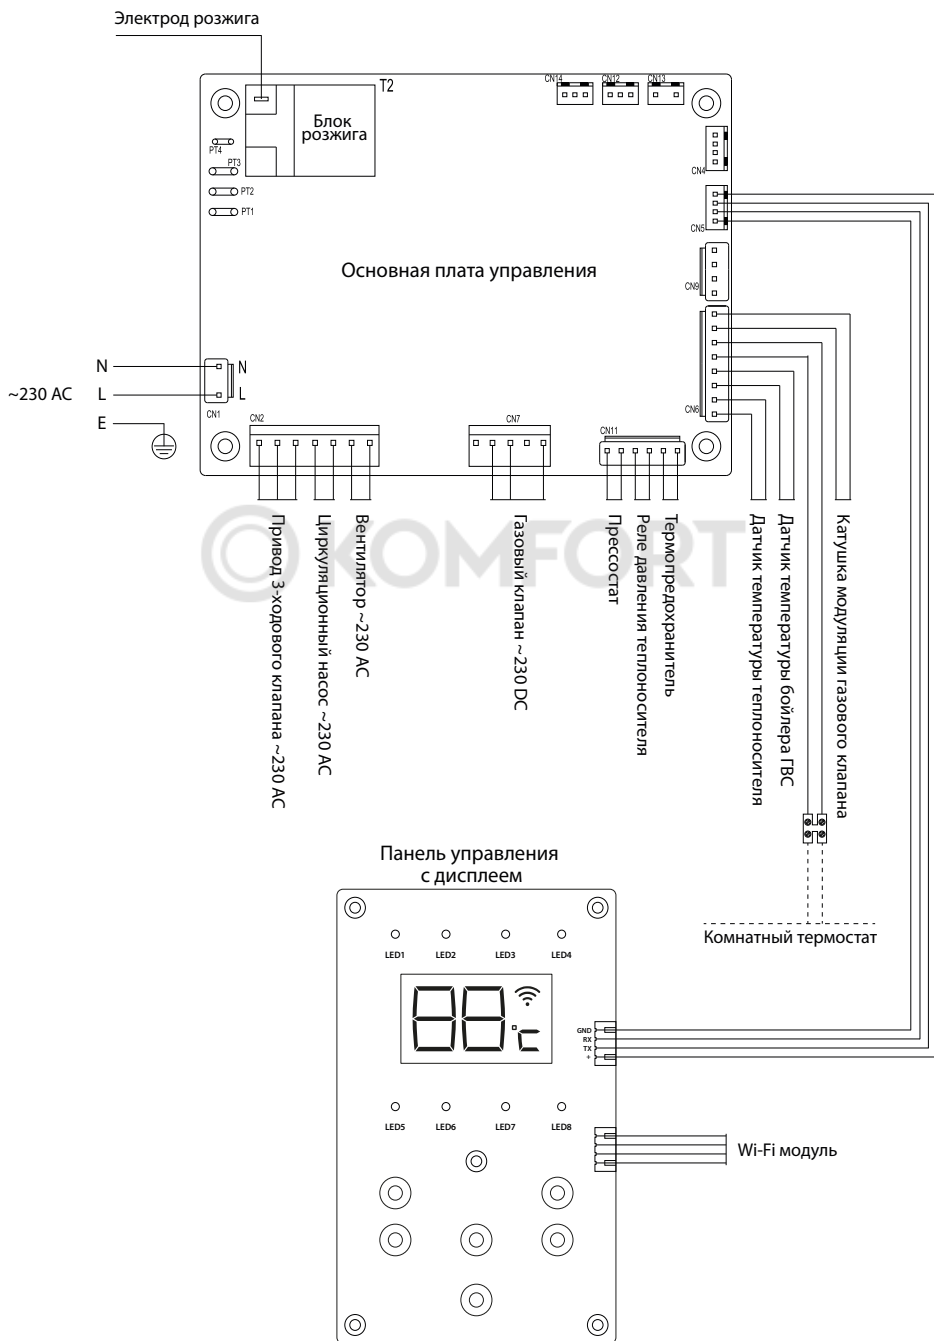 Электрод розжига
T2
Блок
розжига
CN14
CN12
CN13
PT4
PT3
PT2
PT1
CN4
CN5
Основная плата управления
CN9
N
N
~230 AC
L
L
E
CN1
CN2
CN7
CN11
CN6
KOMFORT
Привод 3-ходового клапана ~230 AC
Циркуляционный насос ~230 AC
Вентилятор ~230 AC
Газовый клапан ~230 DC
Прессостат
Реле давления теплоносителя
Термопредохранитель
Датчик температуры теплоносителя
Датчик температуры бойлера ГВС
Катушка модуляции газового клапана
Комнатный термостат
Панель управления
с дисплеем
LED1
LED2
LED3
LED4
88°C
GND
RX
TX
+
LED5
LED6
LED7
LED8
Wi-Fi модуль